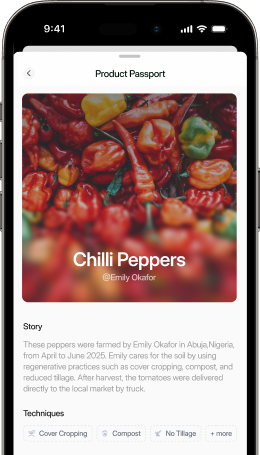 9:41
Product Passport
Chilli Peppers
@Emily Okafor
Story
These peppers were farmed by Emily Okafor in Abuja,Nigeria,
from April to June 2025. Emily cares for the soil by using
regenerative practices such as cover cropping, compost, and
reduced tillage. After harvest, the tomatoes were delivered
directly to the local market by truck.
Techniques
Cover Cropping Compost No Tillage + more